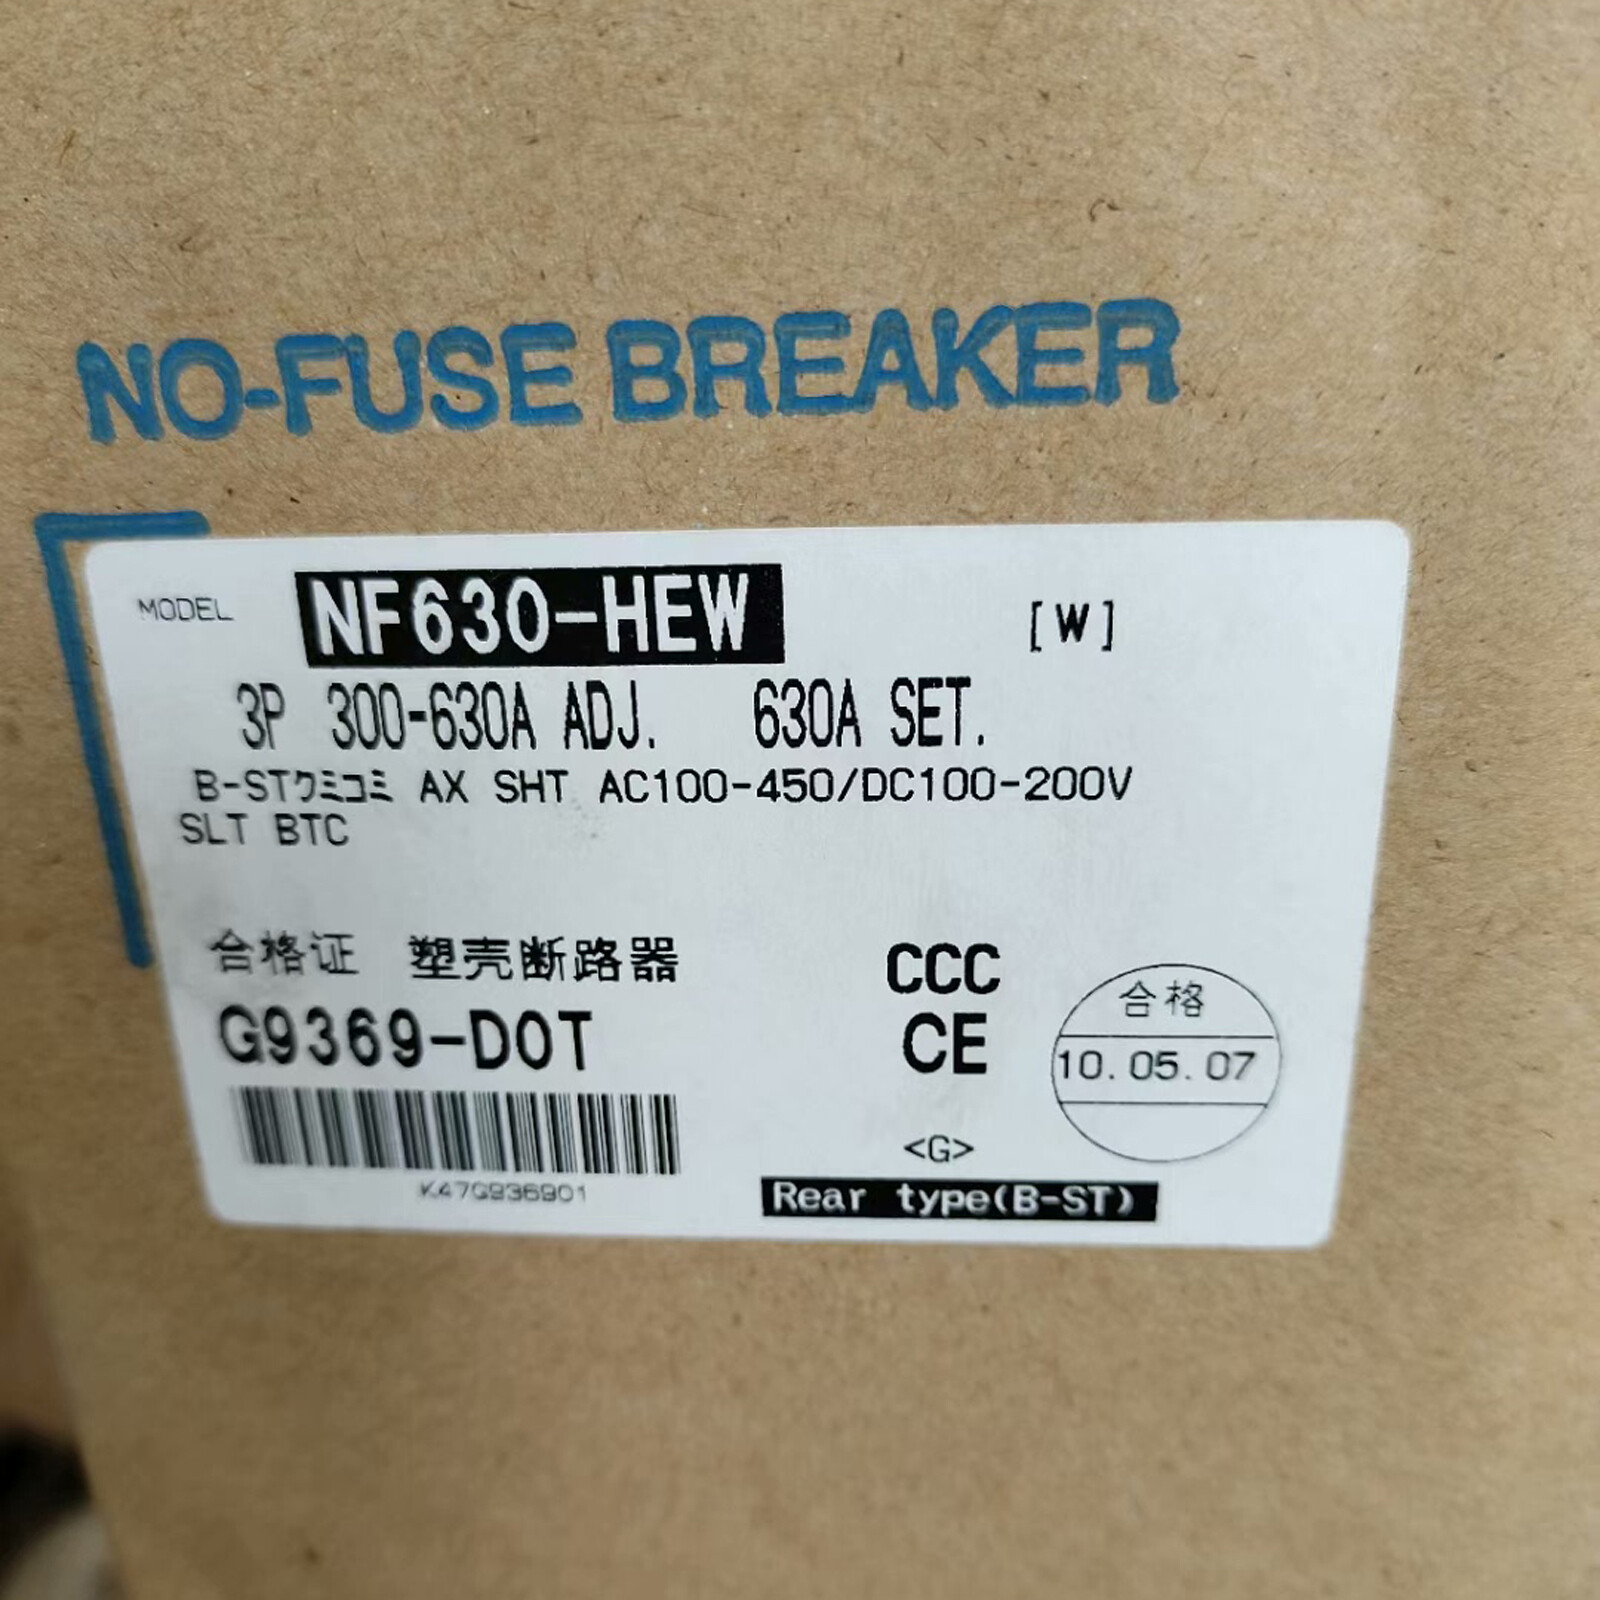 NO-FUSE BREAKER
MODEL NF630-HEW [W]
3P 300-630A ADJ. 630A SET.
B-STクミコミ AX SHT AC100-450/DC100-200V
SLT BTC
合格证 塑壳断路器 CCC
合格
G9369-DOT CE
10.05.07
<G>
K47G936901
Rear type(B-ST)